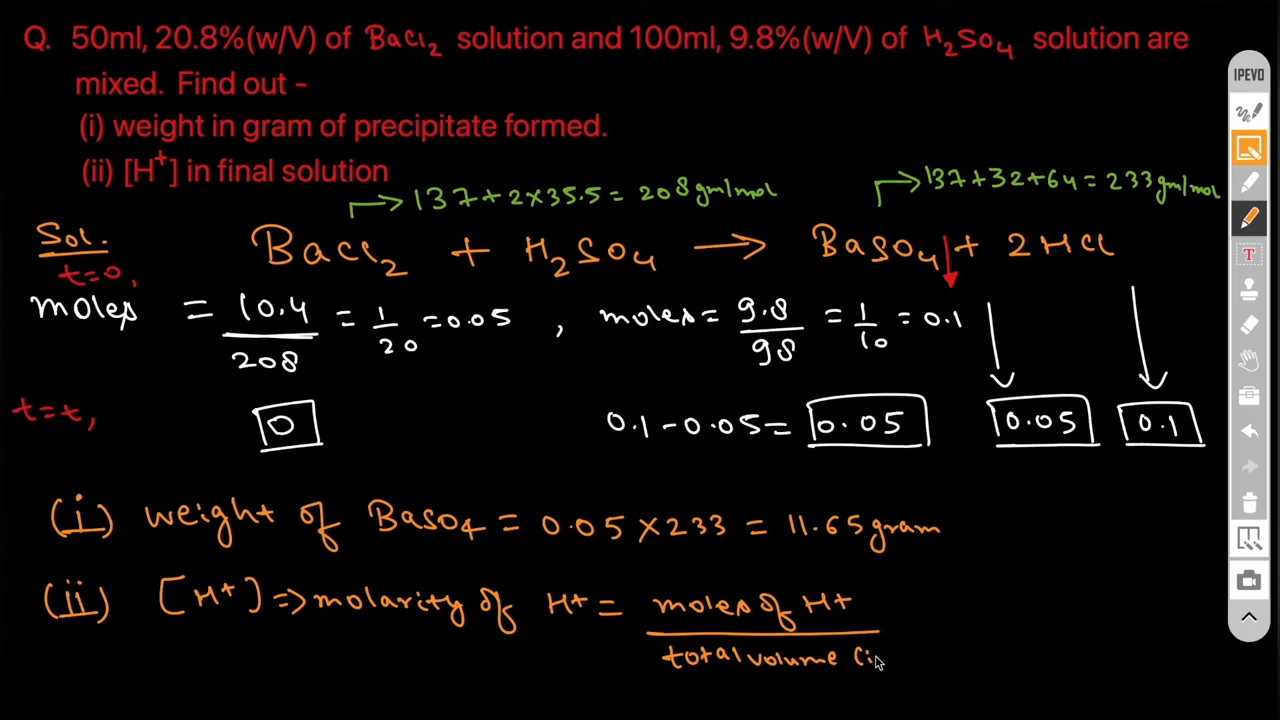 Q. 50ml, 20.8%(w/V) of BaCl₂ solution and 100ml, 9.8%(w/V) of H₂SO₄ solution are
mixed. Find out -
(i) weight in gram of precipitate formed.
(ii) [H⁺] in final solution
→ 137+2×35.5 = 208 gm/mol
→ 137+32+64 = 233 gm/mol
Sol.
BaCl₂ + H₂SO₄ → BaSO₄↓ + 2HCl
t=0,
moles = 10.4/208 = 1/20 = 0.05 , moles = 9.8/98 = 1/10 = 0.1
t=t, 0 0.1-0.05 = 0.05 0.05 0.1
(i) weight of BaSO₄ = 0.05 × 233 = 11.65 gram
(ii) [H+] => molarity of H+ = moles of H+
total volume (i
IPEVO
T